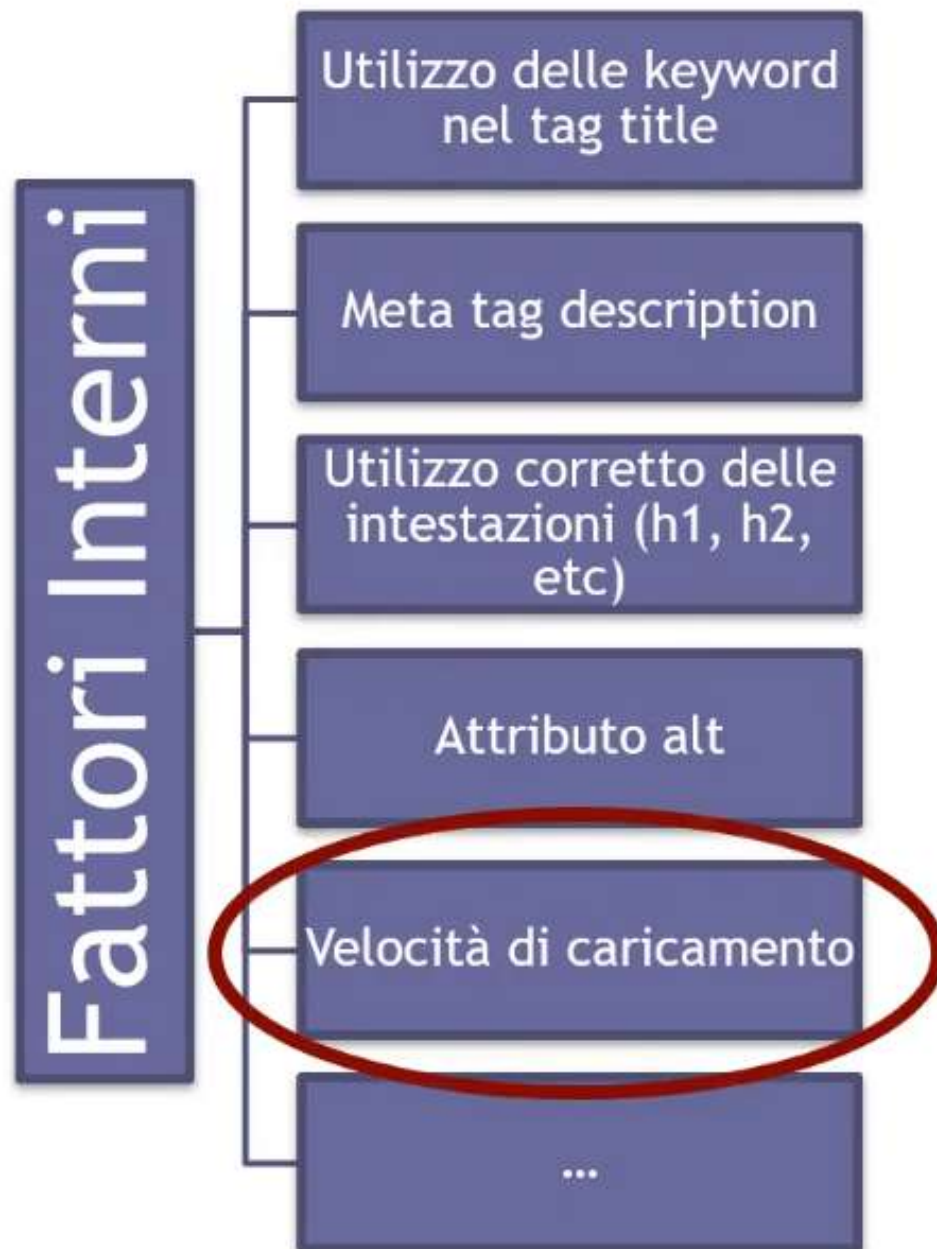 Fattori Interni
Utilizzo delle keyword
nel tag title
Meta tag description
Utilizzo corretto delle
intestazioni (h1, h2,
etc)
Attributo alt
Velocità di caricamento
...